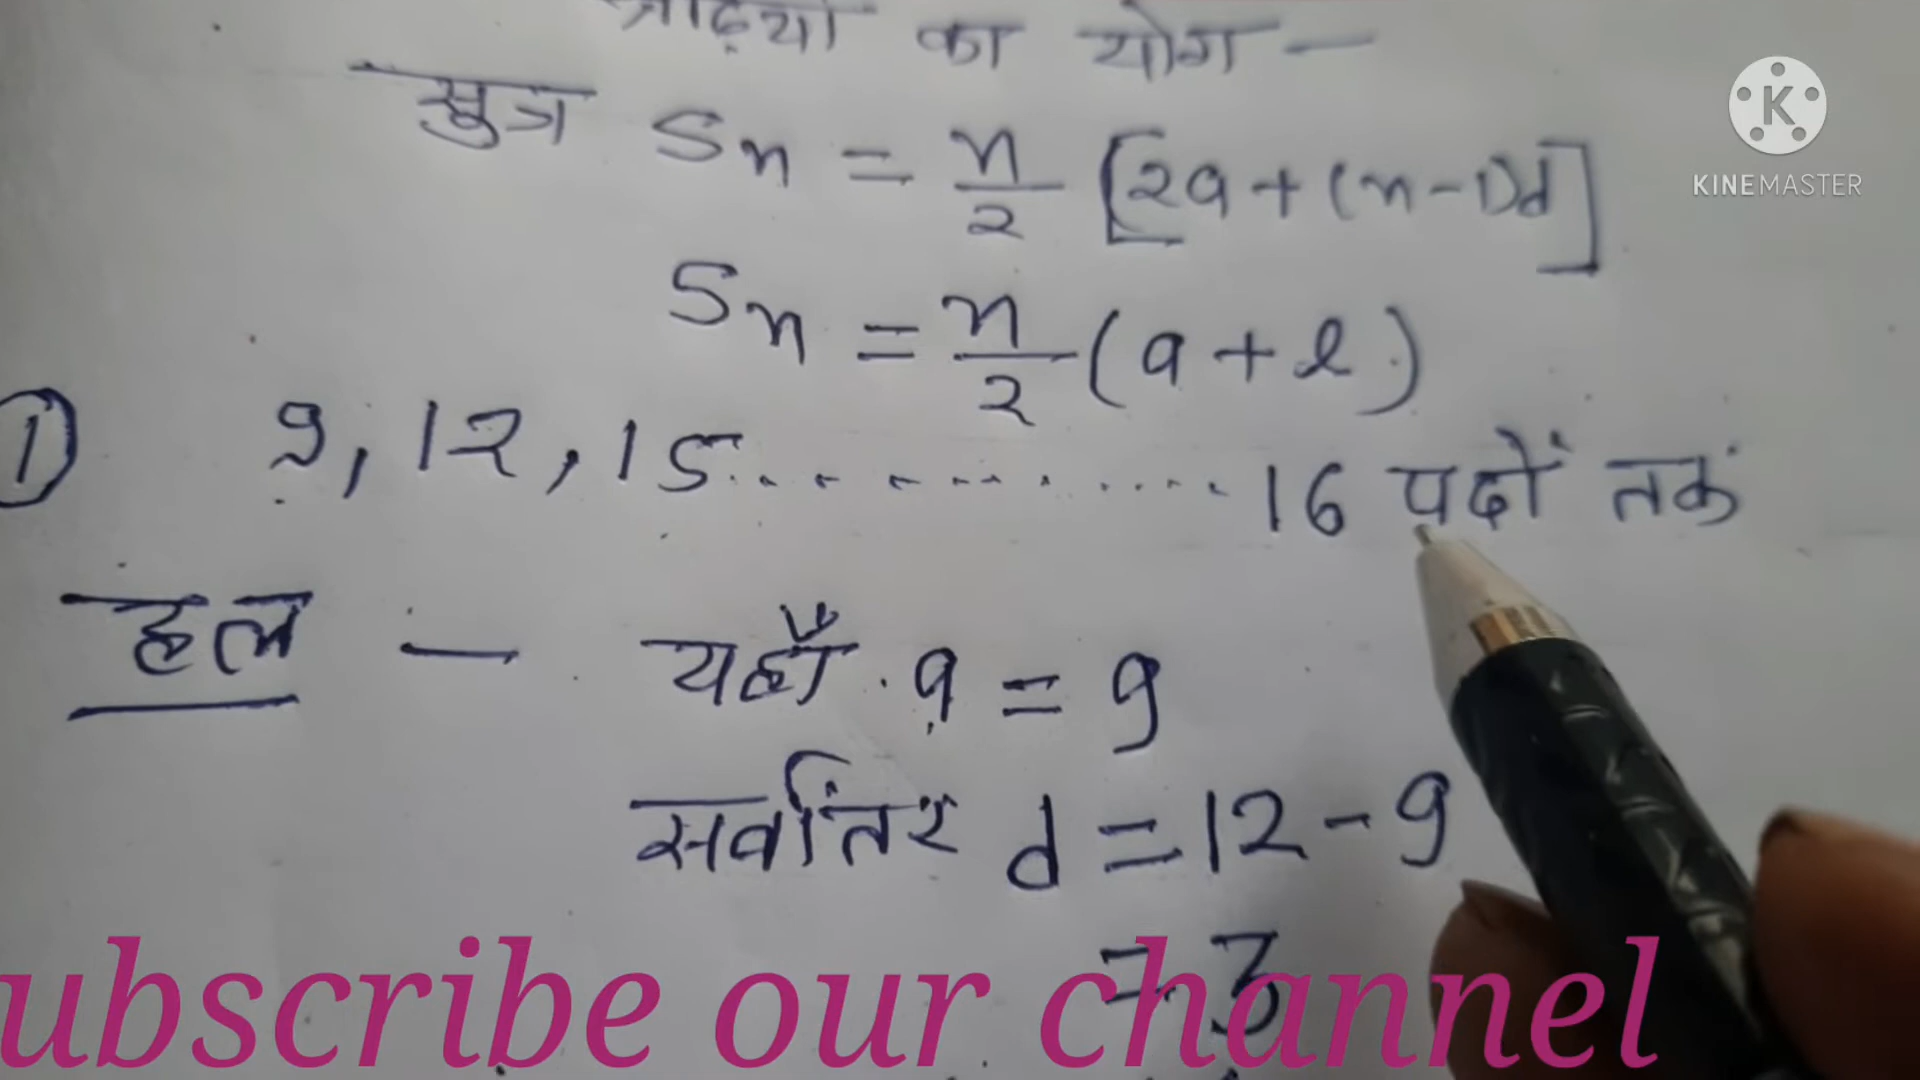 का योग –
सुत्र Sn = n/2 [2a + (n-1)d]
Sn = n/2 (a + l)
① 9, 12, 15 ............ 16 पदों तक
हल – यहाँ a = 9
सर्वांतर d = 12 - 9
= 3
ubscribe our channel
KINEMASTER